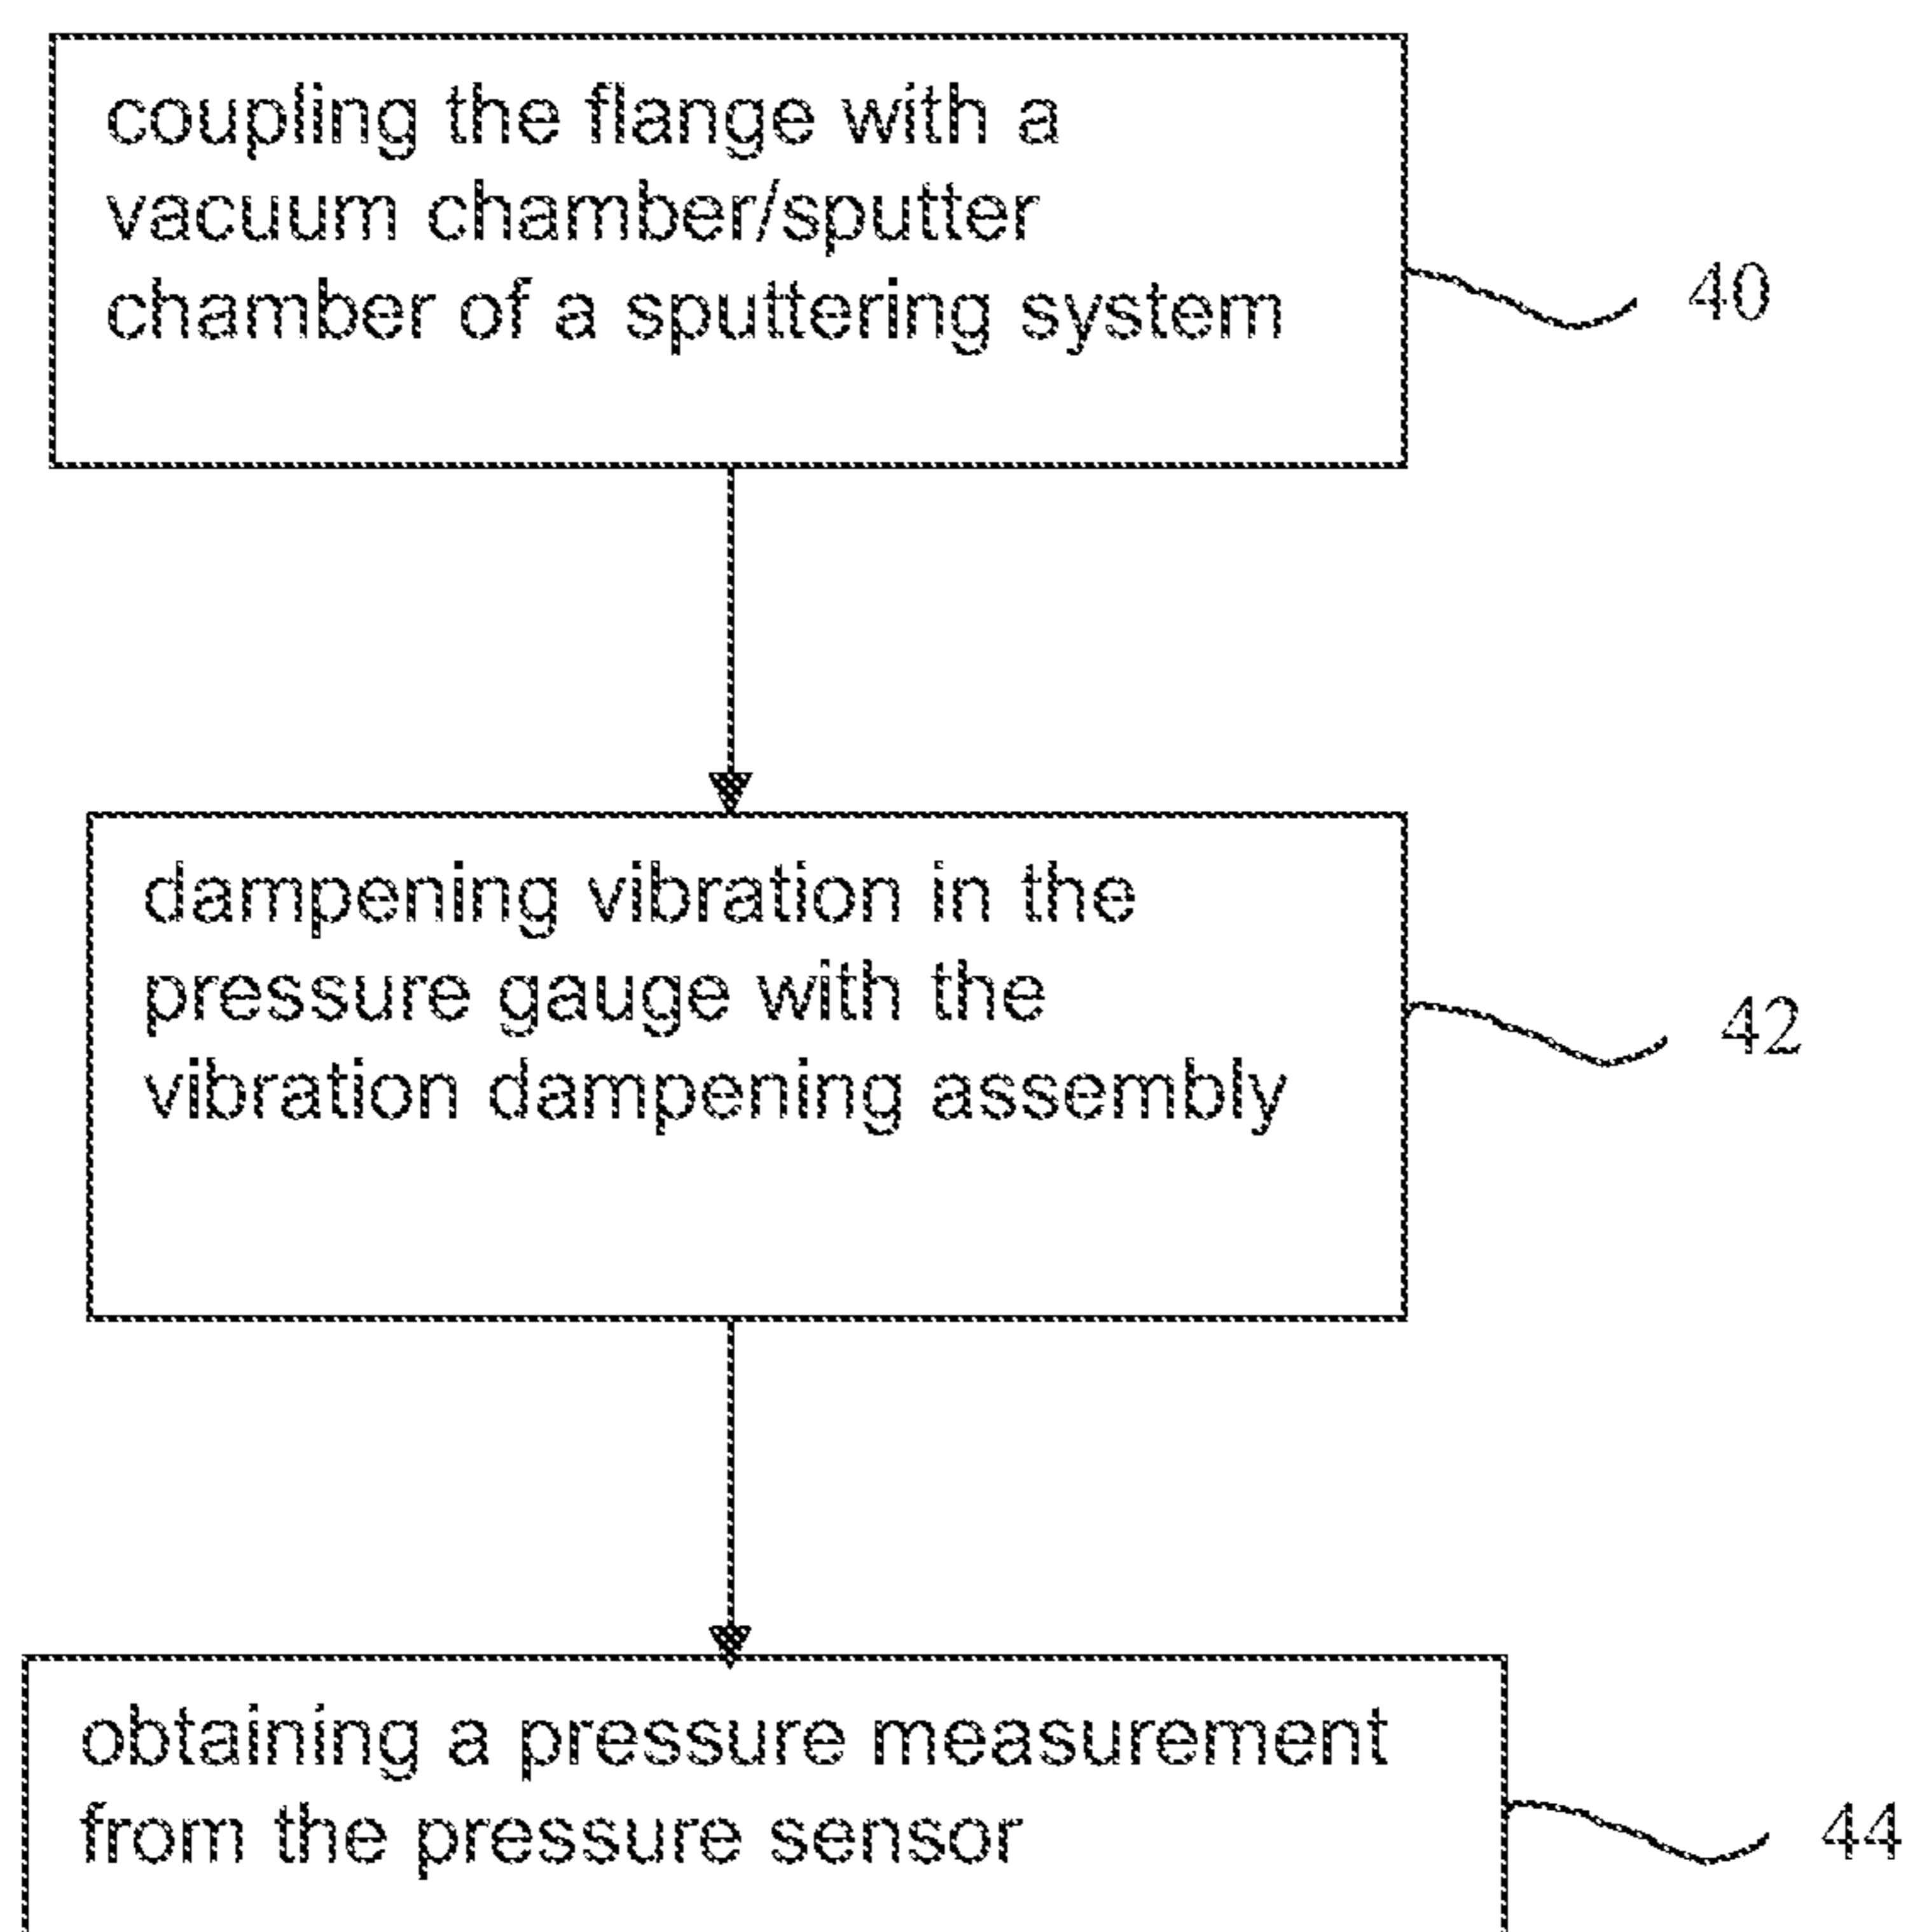 coupling the flange with a
vacuum chamber/sputter
chamber of a sputtering system
40
dampening vibration in the
pressure gauge with the
vibration dampening assembly
42
obtaining a pressure measurement
from the pressure sensor
44